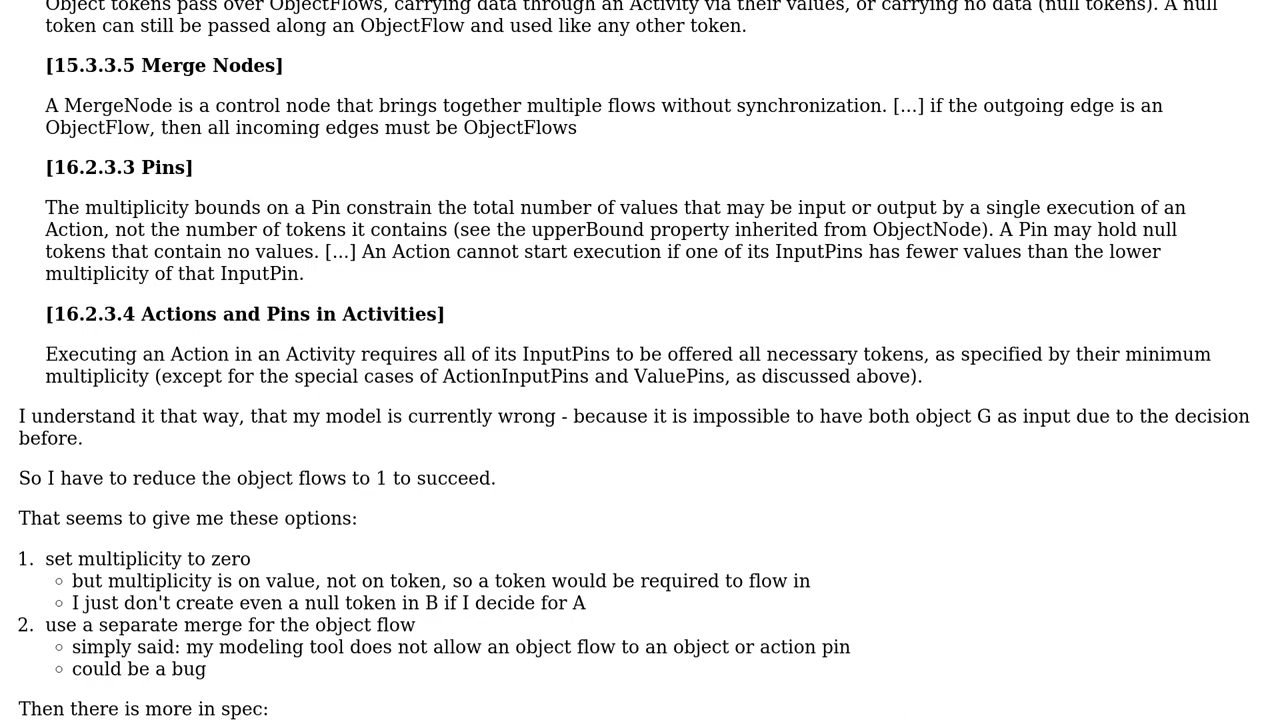 Object tokens pass over ObjectFlows, carrying data through an Activity via their values, or carrying no data (null tokens). A null
token can still be passed along an ObjectFlow and used like any other token.
[15.3.3.5 Merge Nodes]
A MergeNode is a control node that brings together multiple flows without synchronization. [...] if the outgoing edge is an
ObjectFlow, then all incoming edges must be ObjectFlows
[16.2.3.3 Pins]
The multiplicity bounds on a Pin constrain the total number of values that may be input or output by a single execution of an
Action, not the number of tokens it contains (see the upperBound property inherited from ObjectNode). A Pin may hold null
tokens that contain no values. [...] An Action cannot start execution if one of its InputPins has fewer values than the lower
multiplicity of that InputPin.
[16.2.3.4 Actions and Pins in Activities]
Executing an Action in an Activity requires all of its InputPins to be offered all necessary tokens, as specified by their minimum
multiplicity (except for the special cases of ActionInputPins and ValuePins, as discussed above).
I understand it that way, that my model is currently wrong - because it is impossible to have both object G as input due to the decision
before.
So I have to reduce the object flows to 1 to succeed.
That seems to give me these options:
1. set multiplicity to zero
◦ but multiplicity is on value, not on token, so a token would be required to flow in
◦ I just don't create even a null token in B if I decide for A
2. use a separate merge for the object flow
◦ simply said: my modeling tool does not allow an object flow to an object or action pin
◦ could be a bug
Then there is more in spec: